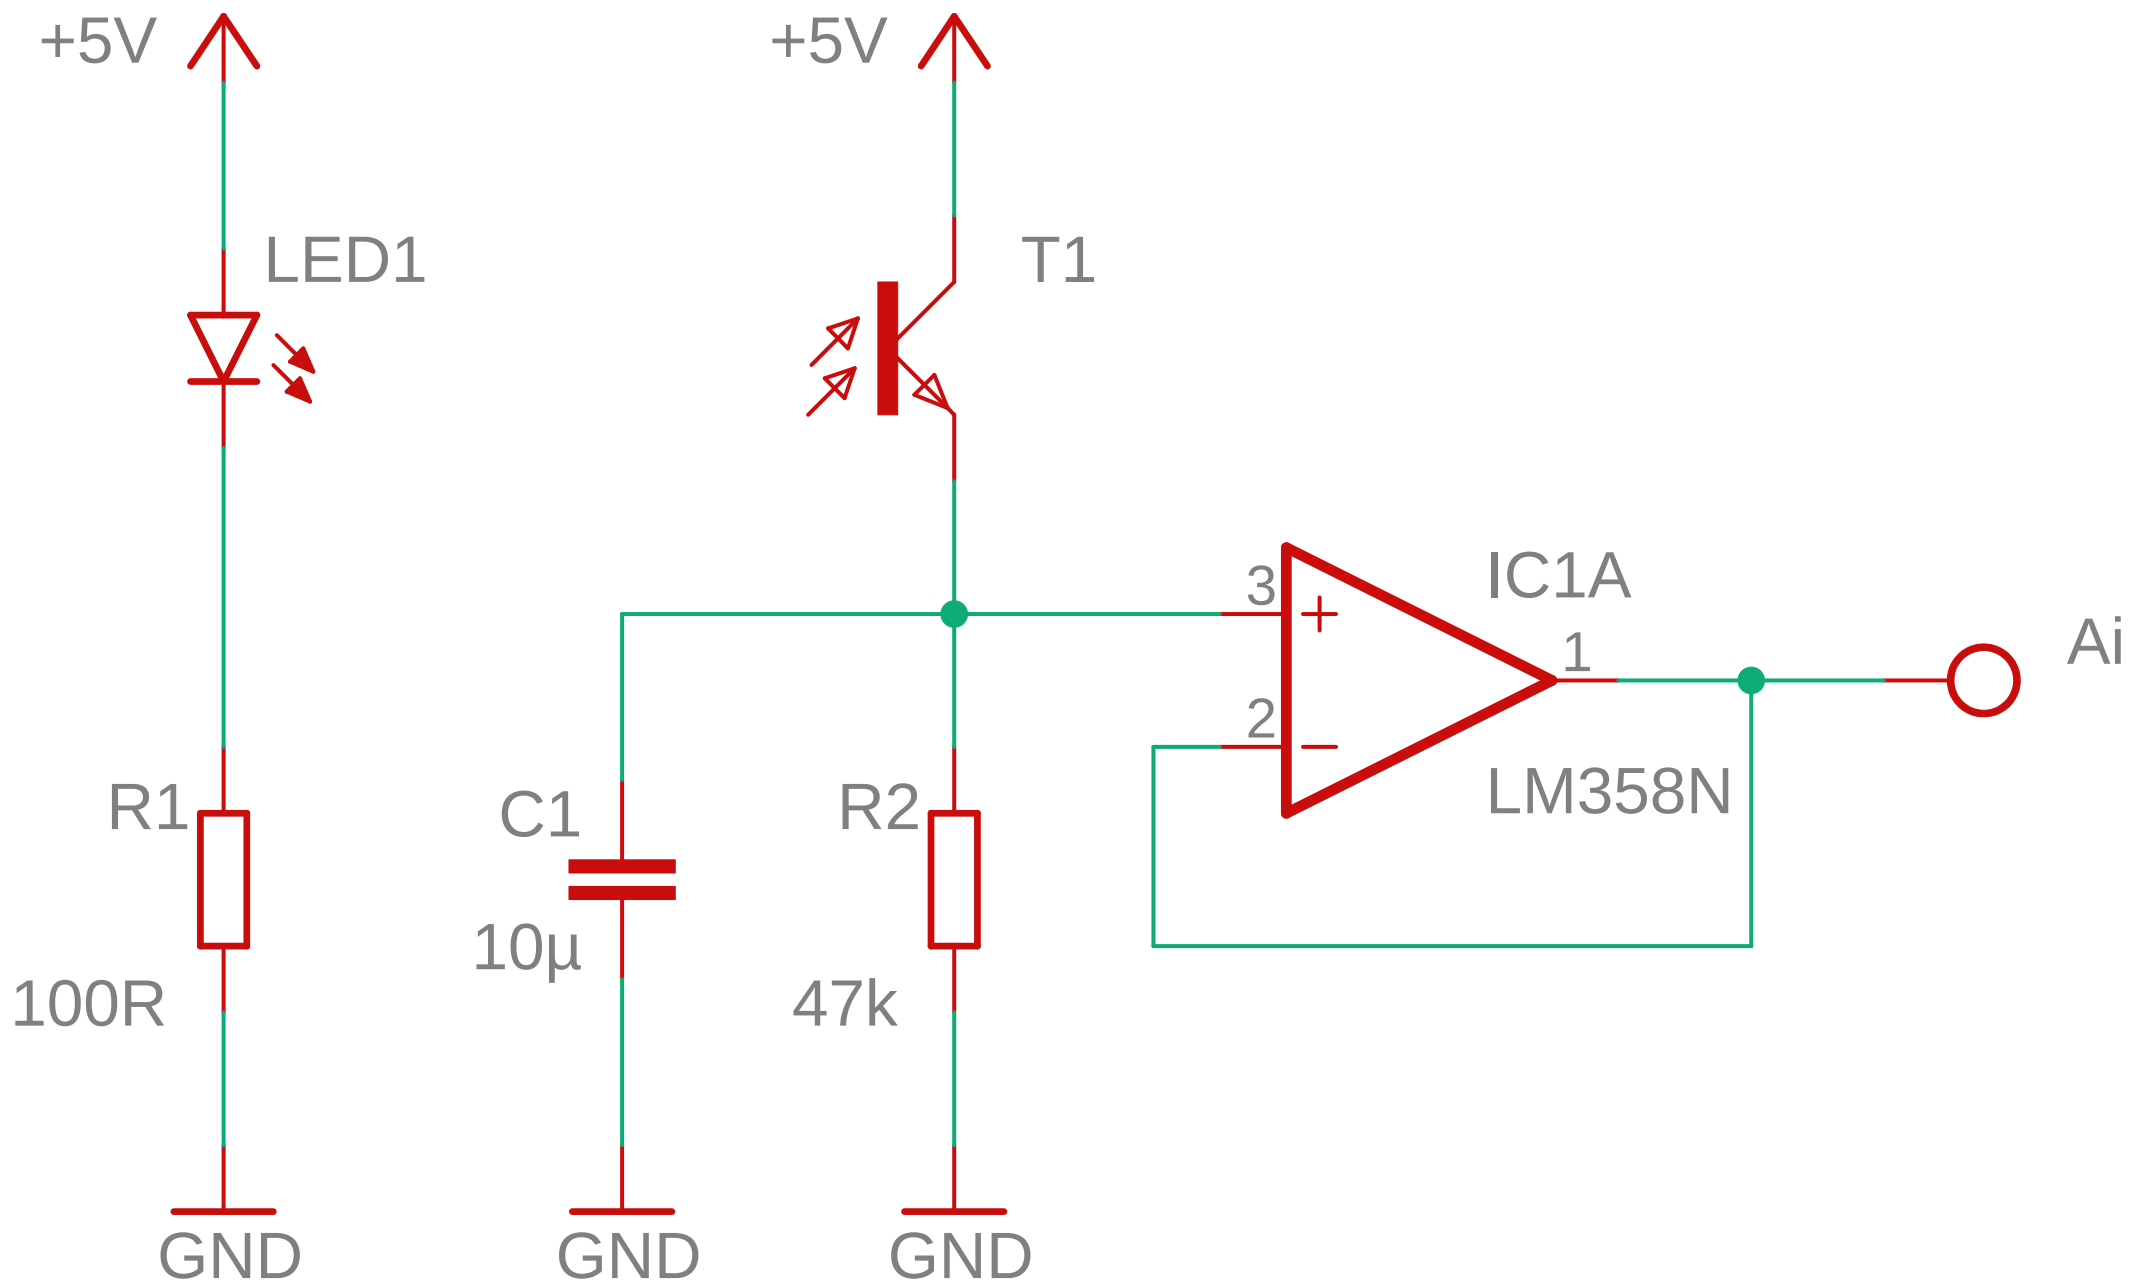 +5V
+5V
LED1
T1
3
IC1A
1
Ai
2
LM358N
R1
C1
R2
10µ
100R
47k
GND
GND
GND